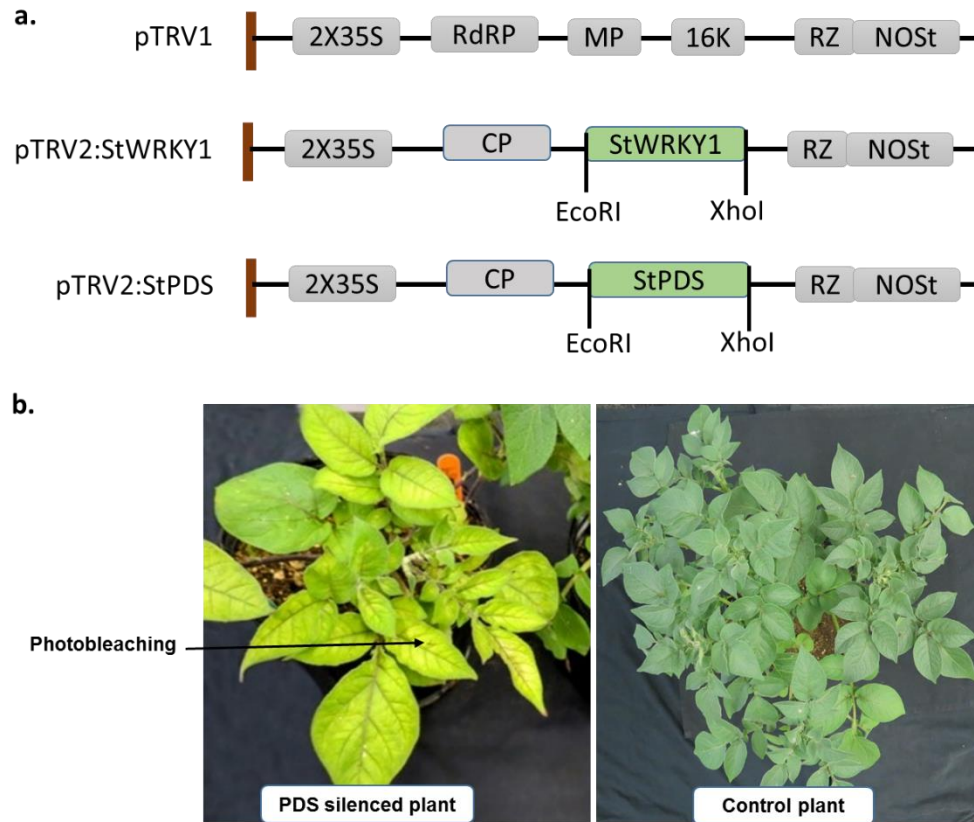 a.
pTRV1
2X35S
RdRP
MP
16K
RZ
NOSt
pTRV2:StWRKY1
2X35S
CP
StWRKY1
RZ
NOSt
EcoRI
XhoI
pTRV2:StPDS
2X35S
CP
StPDS
RZ
NOSt
EcoRI
XhoI
b.
Photobleaching
PDS silenced plant
Control plant